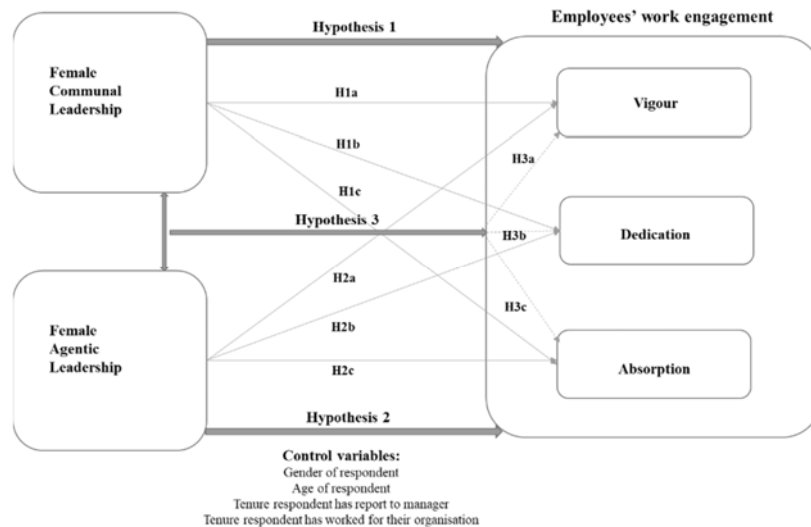 Hypothesis 1
Employees’ work engagement
Female
Communal
Leadership
H1a
Vigour
H1b
H3a
H1c
Hypothesis 3
H3b
Dedication
H2a
H3c
Female
Agentic
Leadership
H2b
H2c
Absorption
Hypothesis 2
Control variables:
Gender of respondent
Age of respondent
Tenure respondent has report to manager
Tenure respondent has worked for their organisation